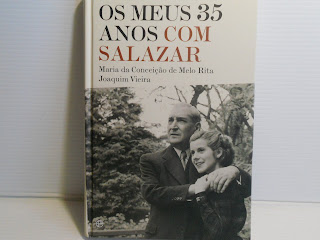 OS MEUS 35
ANOS COM
SALAZAR
Maria da Conceição de Melo Rita
Joaquim Vieira